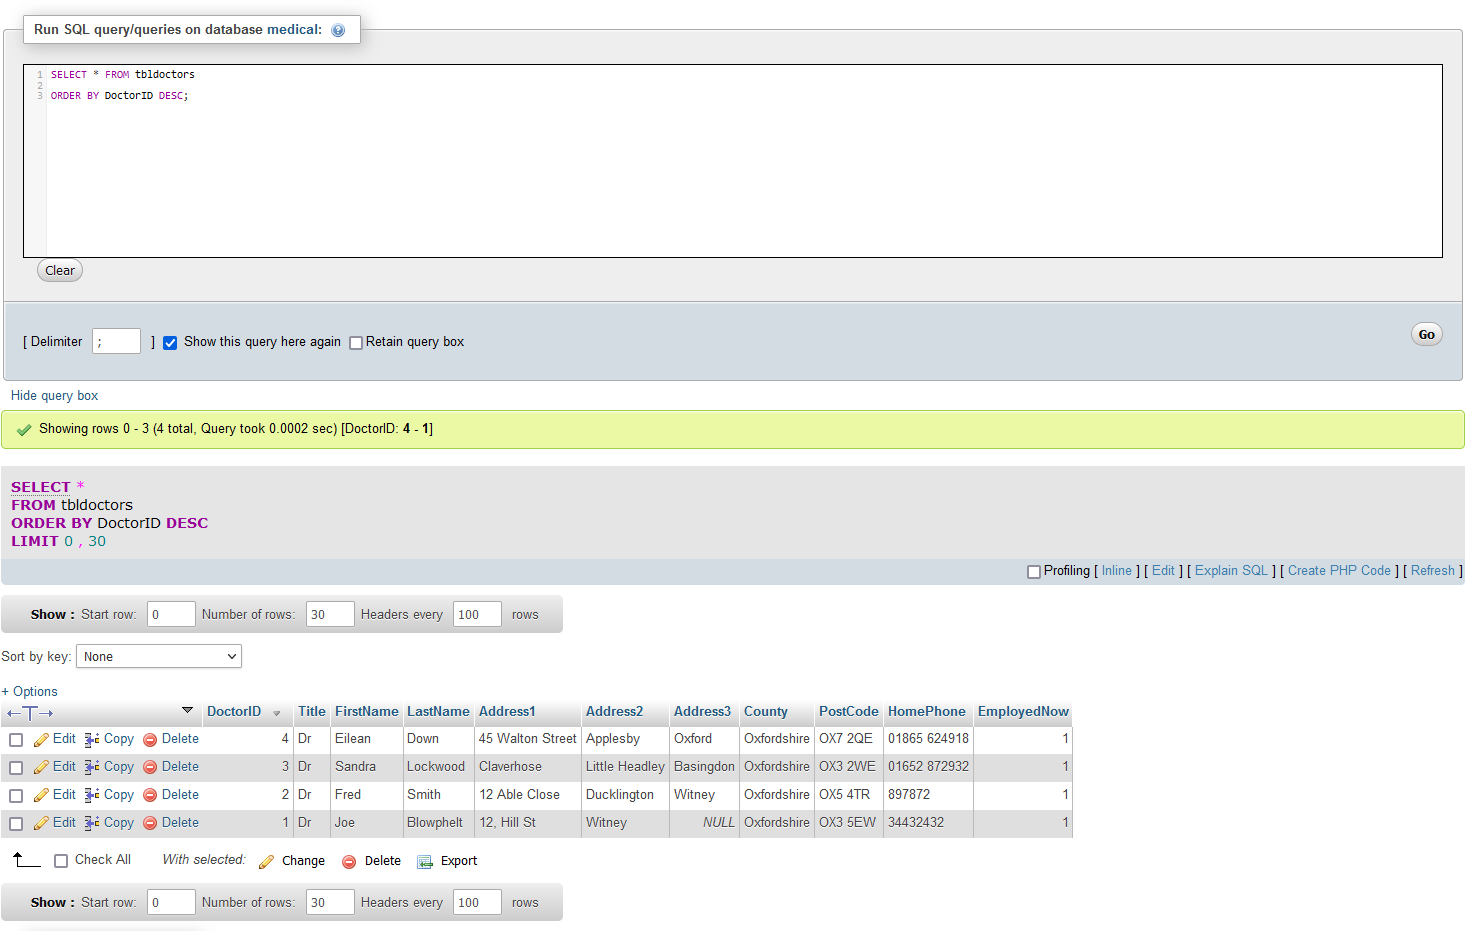 Run SQL query/queries on database medical:
1 SELECT * FROM tbldoctors
2
3 ORDER BY DoctorID DESC;
Clear
[ Delimiter ; ] Show this query here again Retain query box Go
Hide query box
Showing rows 0 - 3 (4 total, Query took 0.0002 sec) [DoctorID: 4 - 1]
SELECT *
FROM tbldoctors
ORDER BY DoctorID DESC
LIMIT 0 , 30
Profiling [ Inline ] [ Edit ] [ Explain SQL ] [ Create PHP Code ] [ Refresh ]
Show : Start row: 0 Number of rows: 30 Headers every 100 rows
Sort by key: None
+ Options
←T→ DoctorID Title FirstName LastName Address1 Address2 Address3 County PostCode HomePhone EmployedNow
Edit Copy Delete 4 Dr Eilean Down 45 Walton Street Applesby Oxford Oxfordshire OX7 2QE 01865 624918 1
Edit Copy Delete 3 Dr Sandra Lockwood Claverhose Little Headley Basingdon Oxfordshire OX3 2WE 01652 872932 1
Edit Copy Delete 2 Dr Fred Smith 12 Able Close Ducklington Witney Oxfordshire OX5 4TR 897872 1
Edit Copy Delete 1 Dr Joe Blowphelt 12, Hill St Witney NULL Oxfordshire OX3 5EW 34432432 1
Check All With selected: Change Delete Export
Show : Start row: 0 Number of rows: 30 Headers every 100 rows